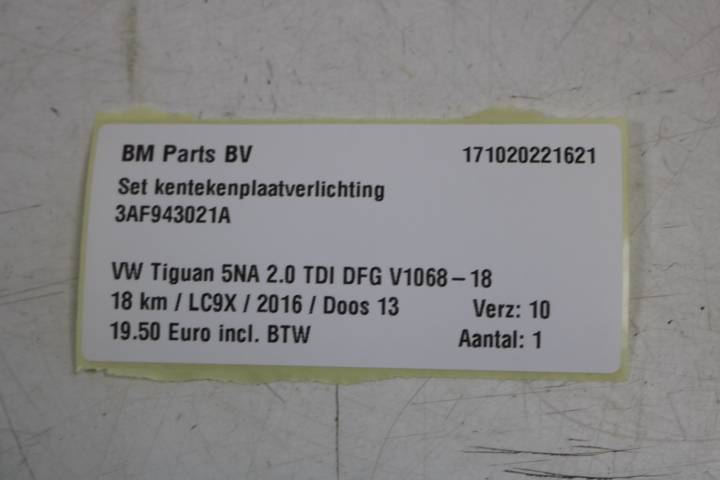 BM Parts BV 171020221621
Set kentekenplaatverlichting
3AF943021A
VW Tiguan 5NA 2.0 TDI DFG V1068-18
18 km / LC9X / 2016 / Doos 13 Verz: 10
19.50 Euro incl. BTW Aantal: 1